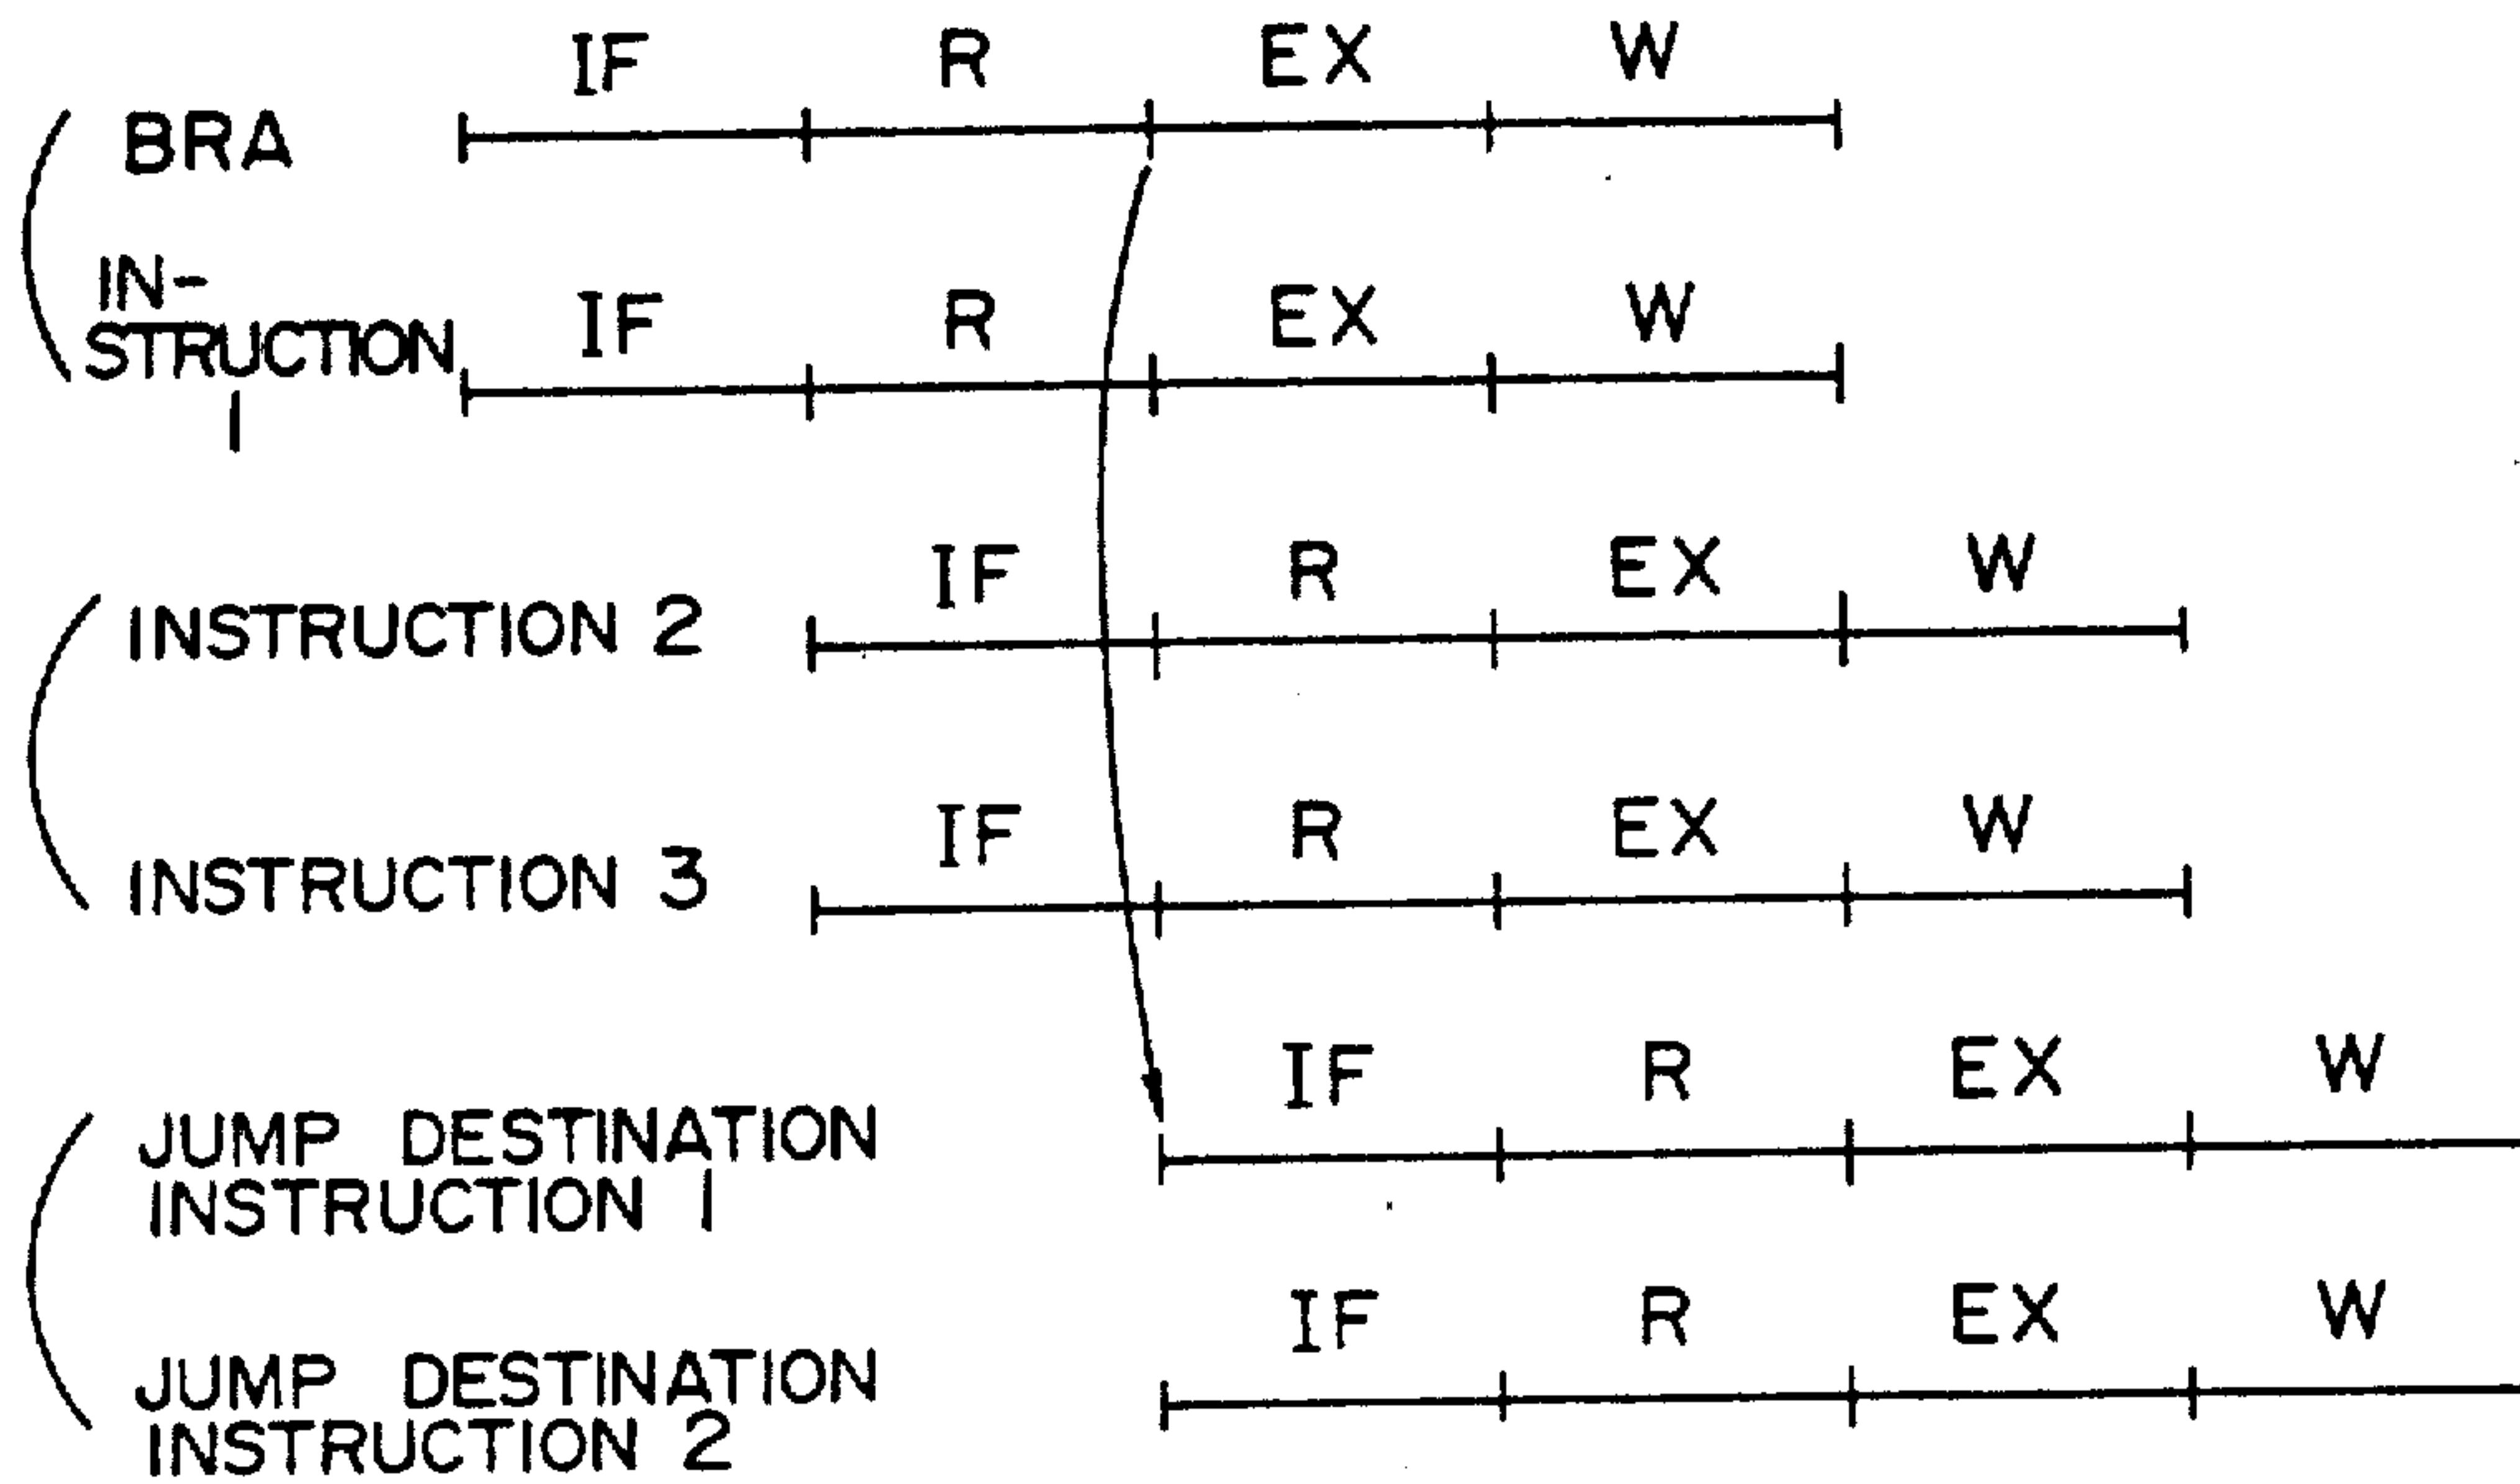 IF R EX W
BRA
IN-
STRUCTION
1
IF R EX W
IF R EX W
INSTRUCTION 2
IF R EX W
INSTRUCTION 3
IF R EX W
JUMP DESTINATION
INSTRUCTION 1
IF R EX W
JUMP DESTINATION
INSTRUCTION 2